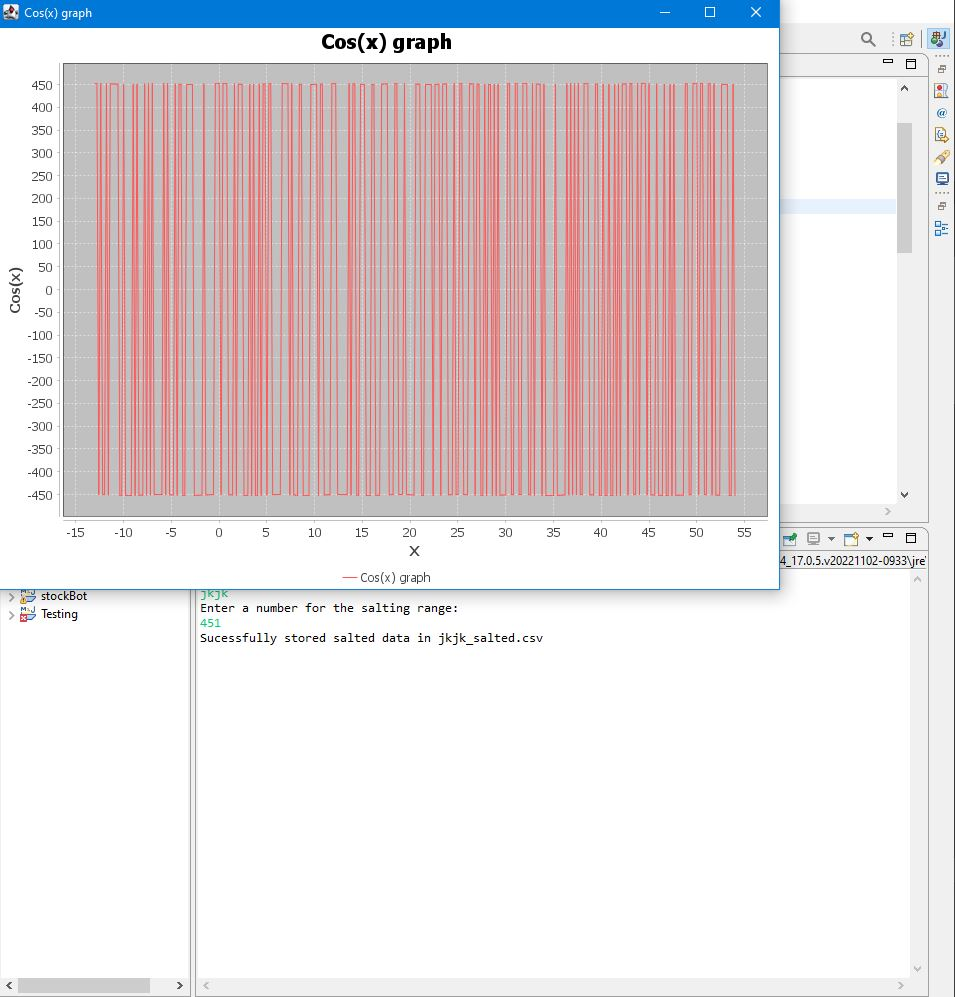 Cos(x) graph
Cos(x) graph
450
400
350
300
250
200
150
100
50
0
-50
-100
-150
-200
-250
-300
-350
-400
-450
Cos(x)
-15 -10 -5 0 5 10 15 20 25 30 35 40 45 50 55
X
Cos(x) graph
4_17.0.5.v20221102-0933\jre\
stockBot
Testing
jkjk
Enter a number for the salting range:
451
Sucessfully stored salted data in jkjk_salted.csv